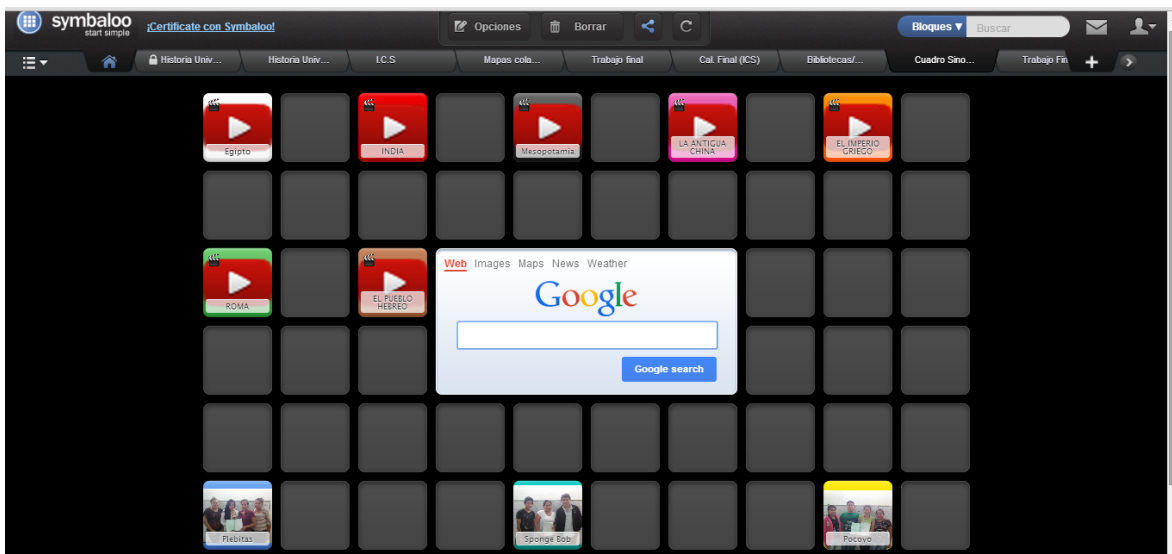 symbaloo
start simple
¡Certifícate con Symbaloo!
Opciones
Borrar
Bloques ▼
Buscar
Historia Univ...
Historia Univ...
I.C.S
Mapas cola...
Trabajo final
Cal. Final (ICS)
Bibliotecas/...
Cuadro Sino...
Trabajo Fin
Egipto
INDIA
Mesopotamia
LA ANTIGUA
CHINA
EL IMPERIO
GRIEGO
ROMA
EL PUEBLO
HEBREO
Web Images Maps News Weather
Google
Google search
Plebitas
Sponge Bob
Pocoyo